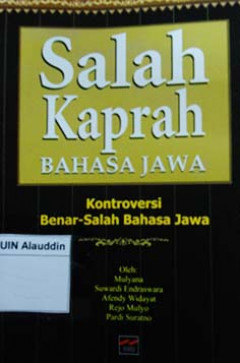 Salah
Kaprah
BAHASA JAWA
Kontroversi
Benar-Salah Bahasa Jawa
UIN Alauddin
Oleh:
Mulyana
Suwardi Endraswara
Afendy Widayat
Rejo Mulyo
Pardi Suratno